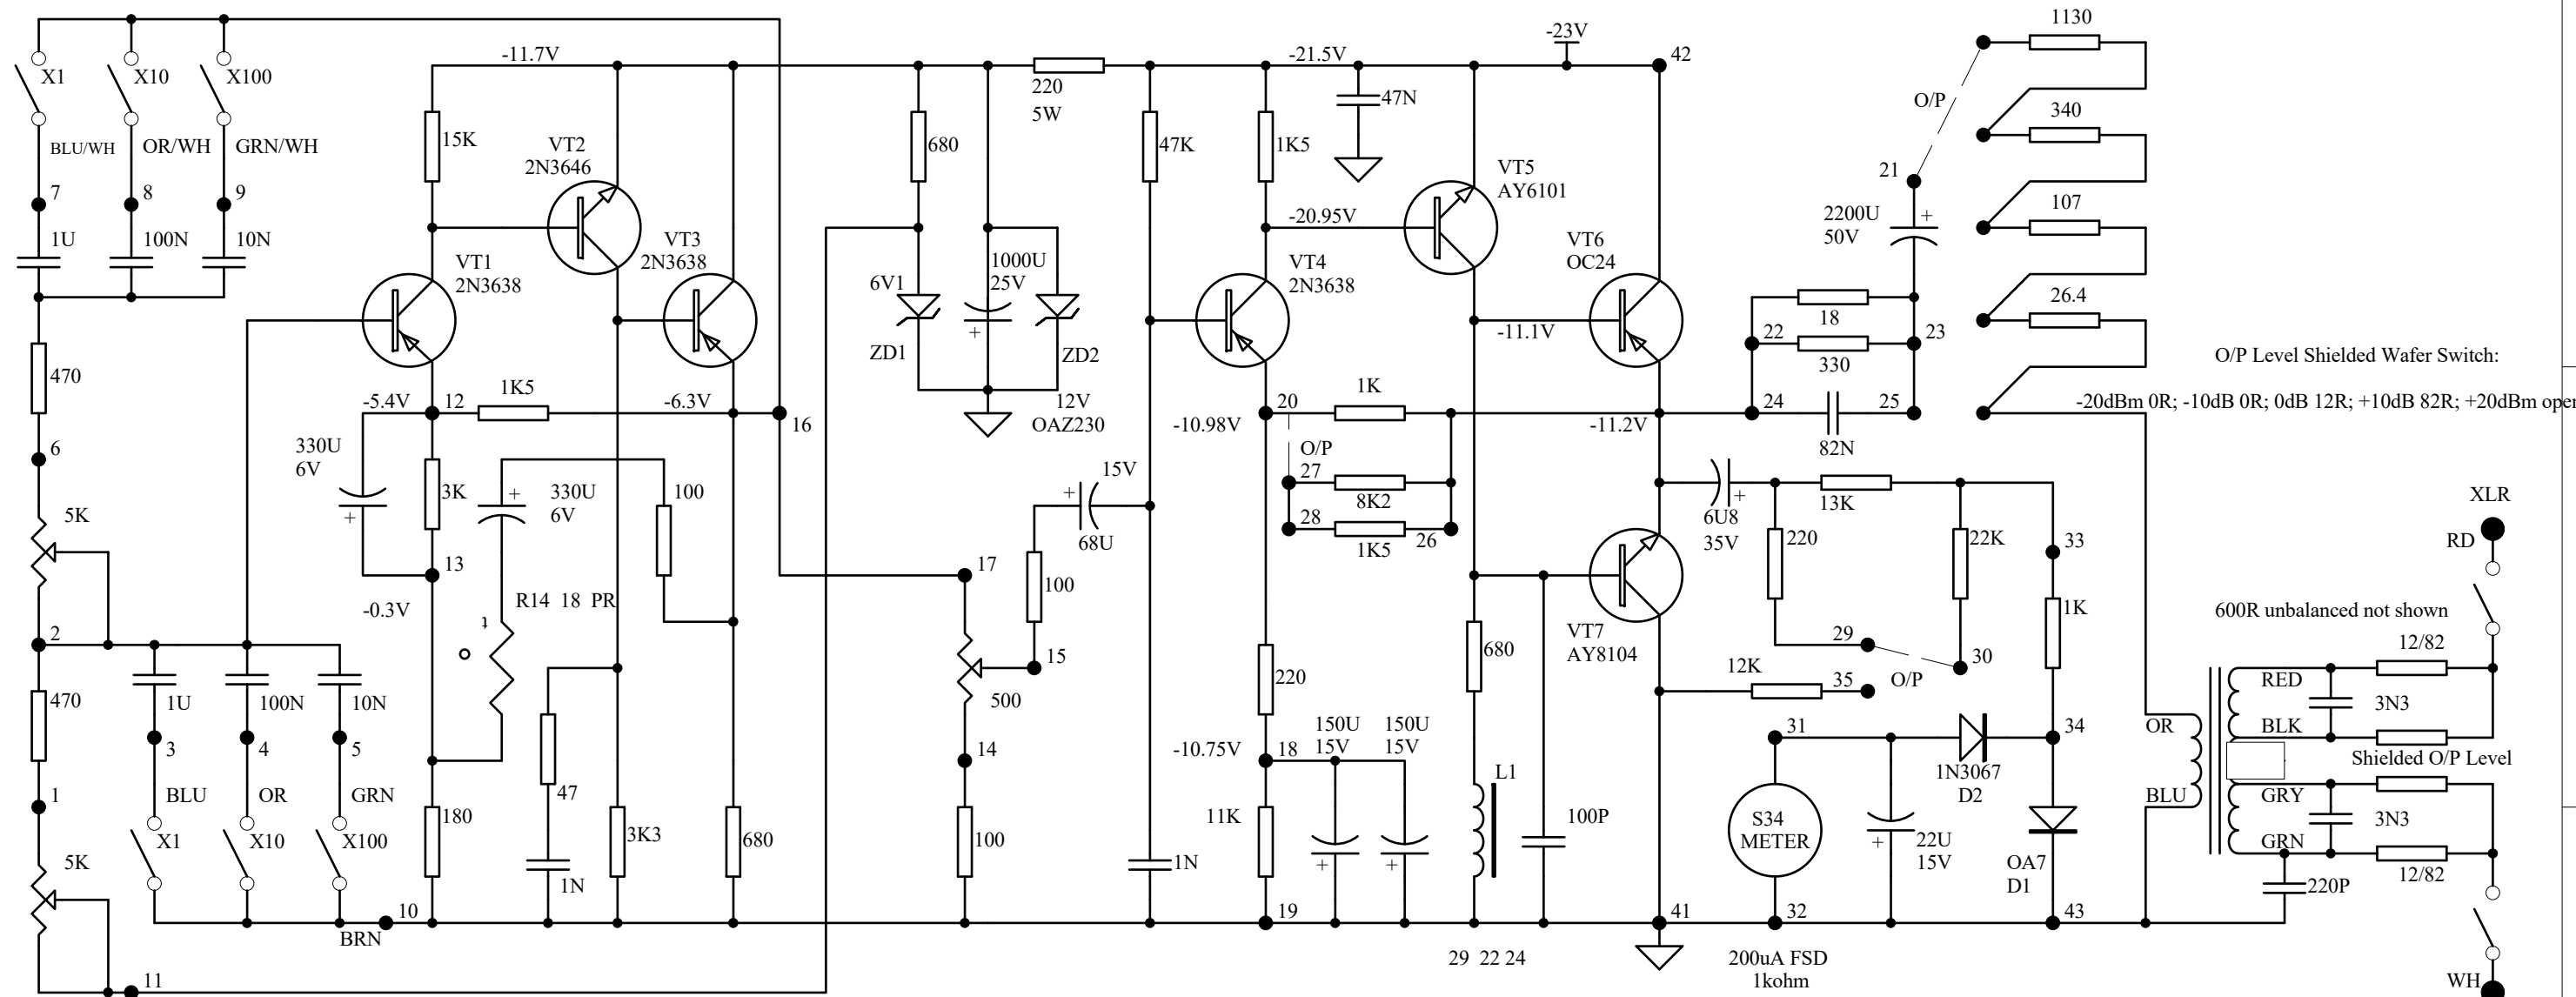 1130
-11.7V
-21.5V
-23V
42
X1
X10
X100
220
5W
47N
O/P
340
BLU/WH
OR/WH
GRN/WH
15K
VT2
2N3646
680
47K
1K5
VT5
AY6101
7
8
9
21
107
-20.95V
2200U
50V
+
1U
100N
10N
VT1
2N3638
VT3
2N3638
6V1
1000U
25V
+
VT4
2N3638
VT6
OC24
26.4
18
-11.1V
22
23
ZD1
ZD2
330
O/P Level Shielded Wafer Switch:
470
1K5
1K
-5.4V
12
-6.3V
12V
OAZ230
20
24
25
-20dBm 0R; -10dB 0R; 0dB 12R; +10dB 82R; +20dBm open
16
-10.98V
-11.2V
82N
330U
6V
+
6
O/P
27
15V
+
3K
+
330U
6V
100
8K2
13K
XLR
5K
68U
28
1K5
26
6U8
35V
+
220
22K
33
RD
13
17
100
-0.3V
R14 18 PR
t
o
1K
600R unbalanced not shown
2
VT7
AY8104
29
30
12/82
15
680
12K
35
O/P
470
1U
100N
10N
500
220
RED
3N3
BLK
150U
15V
150U
15V
3
4
5
14
-10.75V
18
31
34
OR
Shielded O/P Level
L1
1N3067
D2
1
BLU
OR
GRN
47
BLU
GRY
180
3K3
680
100
11K
100P
S34
METER
22U
15V
+
3N3
X1
X10
X100
+
+
GRN
5K
1N
1N
OA7
D1
12/82
220P
10
19
41
32
43
BRN
29 22 24
200uA FSD
1kohm
11
WH